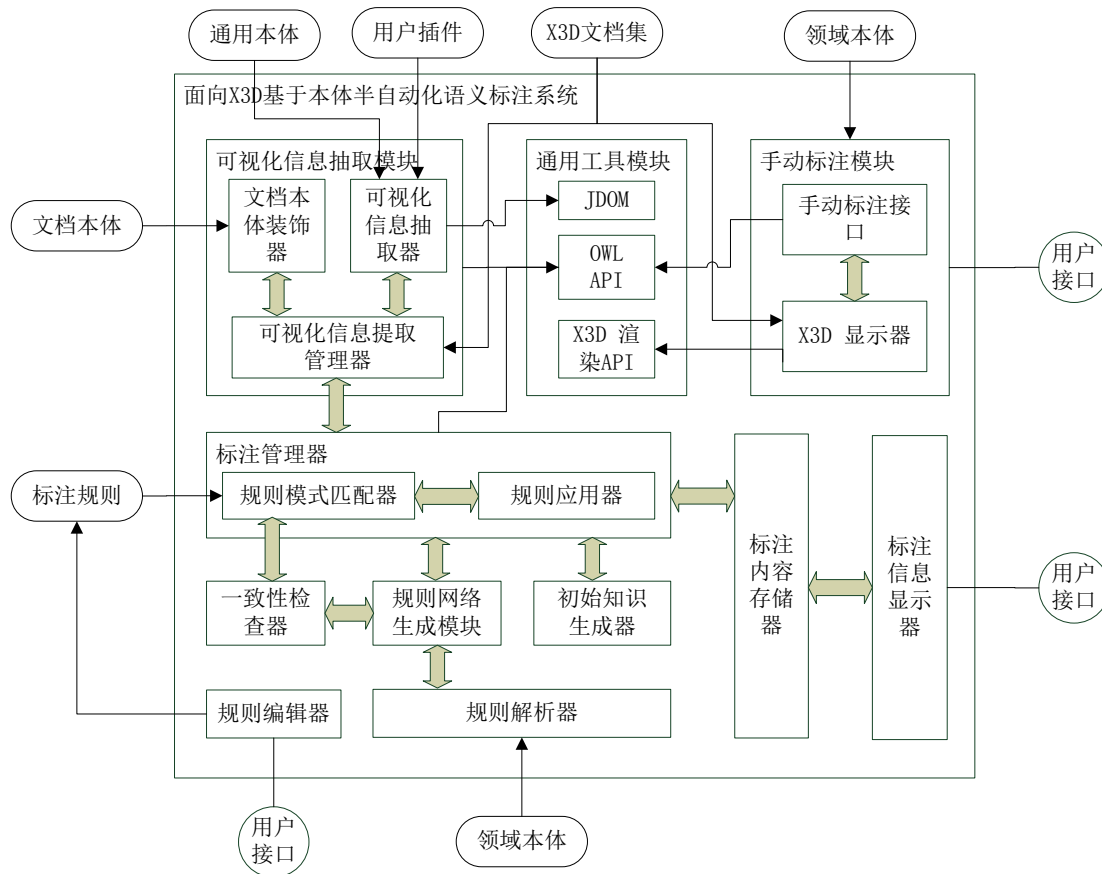 通用本体
用户插件
X3D文档集
领域本体
面向X3D基于本体半自动化语义标注系统
可视化信息抽取模块
文档本
体装饰
器
可视化
信息抽
取器
可视化信息提取
管理器
通用工具模块
JDOM
OWL
API
X3D 渲
染API
手动标注模块
手动标注接
口
X3D 显示器
文档本体
用户
接口
标注管理器
规则模式匹配器
规则应用器
标注规则
一致性检
查器
规则网络
生成模块
初始知识
生成器
标注
内容
存储
器
标注
信息
显示
器
用户
接口
规则编辑器
规则解析器
用户
接口
领域本体